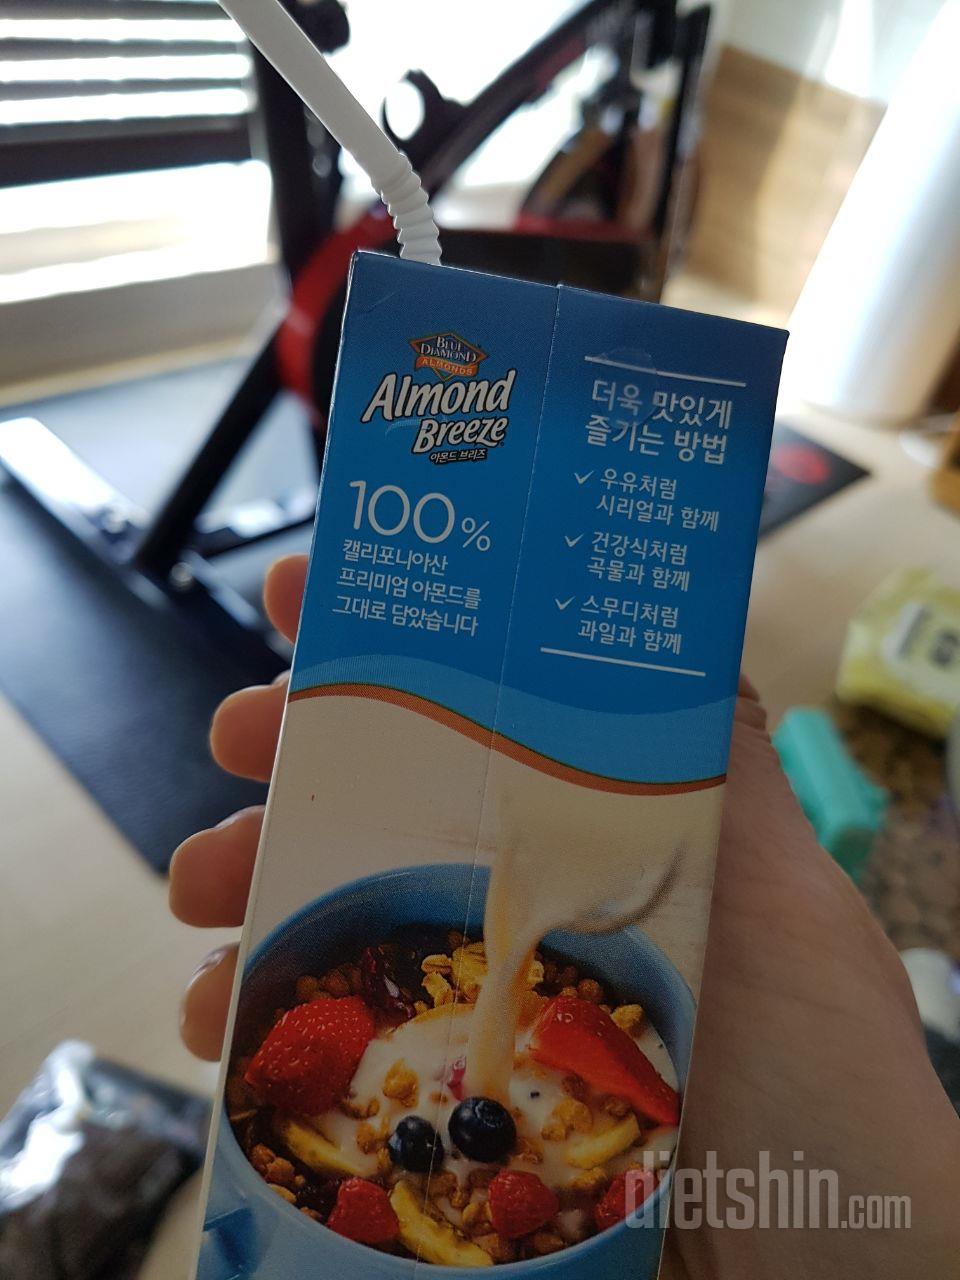 BLUE
DIAMOND
ALMONDS
Almond
Breeze
아몬드 브리즈
100%
캘리포니아산
프리미엄 아몬드를
그대로 담았습니다
더욱 맛있게
즐기는 방법
✓ 우유처럼
시리얼과 함께
✓ 건강식처럼
곡물과 함께
✓ 스무디처럼
과일과 함께
dietshin.com